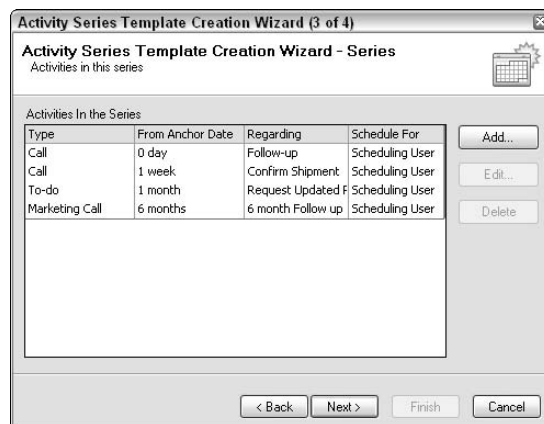 Activity Series Template Creation Wizard (3 of 4)
Activity Series Template Creation Wizard - Series
Activities in this series
Activities In the Series
Type From Anchor Date Regarding Schedule For
Call 0 day Follow-up Scheduling User
Call 1 week Confirm Shipment Scheduling User
To-do 1 month Request Updated Scheduling User
Marketing Call 6 months 6 month Follow up Scheduling User
Add...
Edit...
Delete
< Back Next > Finish Cancel